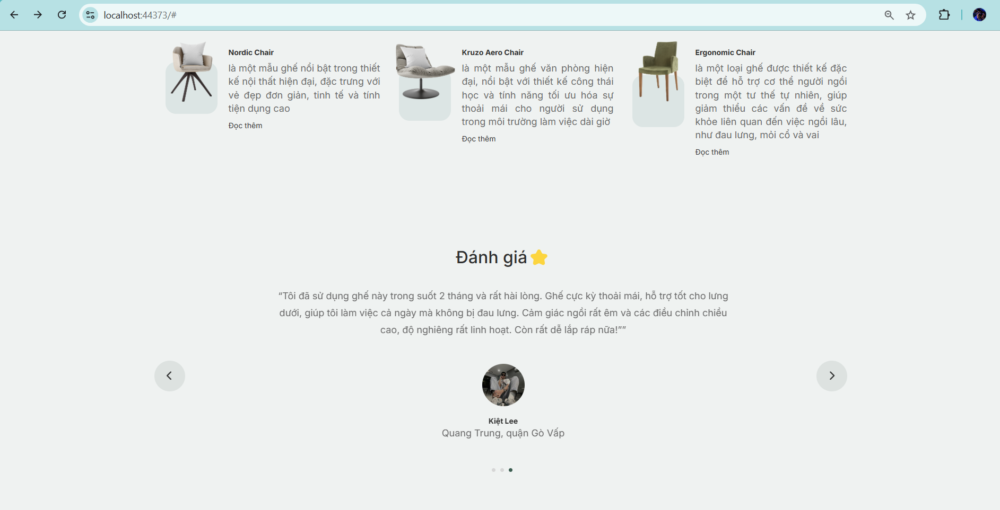 localhost:44373/#
Nordic Chair
là một mẫu ghế nổi bật trong thiết
kế nội thất hiện đại, đặc trưng với
vẻ đẹp đơn giản, tinh tế và tính
tiện dụng cao
Đọc thêm
Kruzo Aero Chair
là một mẫu ghế văn phòng hiện
đại, nổi bật với thiết kế công thái
học và tính năng tối ưu hóa sự
thoải mái cho người sử dụng
trong môi trường làm việc dài giờ
Đọc thêm
Ergonomic Chair
là một loại ghế được thiết kế đặc
biệt để hỗ trợ cơ thể người ngồi
trong một tư thế tự nhiên, giúp
giảm thiểu các vấn đề về sức
khỏe liên quan đến việc ngồi lâu,
như đau lưng, mỏi cổ và vai
Đọc thêm
Đánh giá
“Tôi đã sử dụng ghế này trong suốt 2 tháng và rất hài lòng. Ghế cực kỳ thoải mái, hỗ trợ tốt cho lưng
dưới, giúp tôi làm việc cả ngày mà không bị đau lưng. Cảm giác ngồi rất êm và các điều chỉnh chiều
cao, độ nghiêng rất linh hoạt. Còn rất dễ lắp ráp nữa!””
Kiệt Lee
Quang Trung, quận Gò Vấp